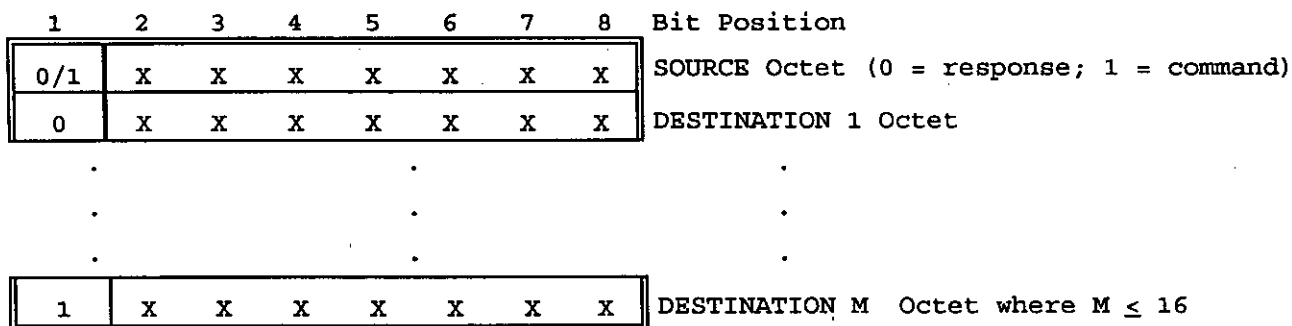 1 2 3 4 5 6 7 8 Bit Position
0/1 X X X X X X X SOURCE Octet (0 = response; 1 = command)
0 X X X X X X X DESTINATION 1 Octet
. . .
. . .
. . .
1 X X X X X X X DESTINATION M Octet where M ≤ 16